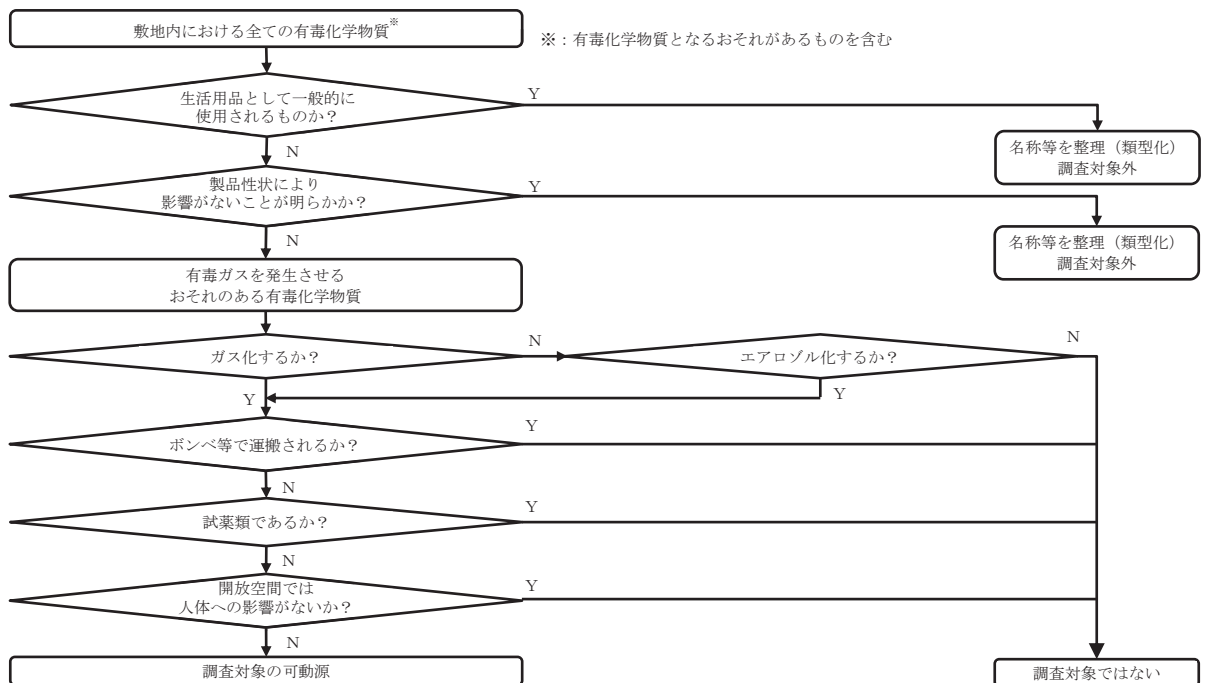 敷地内における全ての有毒化学物質※
※：有毒化学物質となるおそれがあるものを含む
生活用品として一般的に
使用されるものか？
Y
N
名称等を整理（類型化）
調査対象外
製品性状により
影響がないことが明らかか？
Y
N
名称等を整理（類型化）
調査対象外
有毒ガスを発生させる
おそれのある有毒化学物質
ガス化するか？
N
エアロゾル化するか？
N
Y
Y
ボンベ等で運搬されるか？
Y
N
試薬類であるか？
Y
N
開放空間では
人体への影響がないか？
Y
N
調査対象の可動源
調査対象ではない